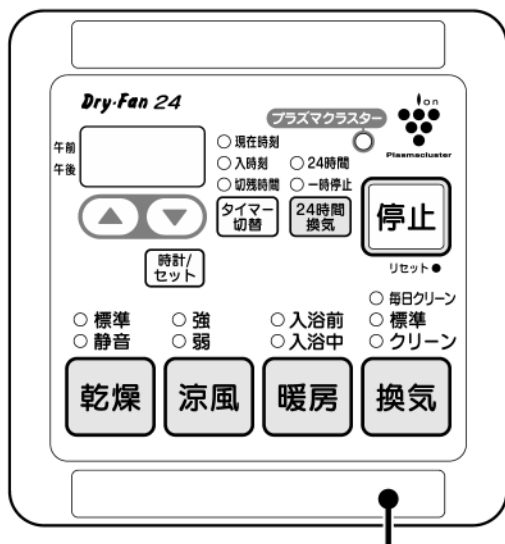 Dry·Fan 24
プラズマクラスター
Ion
Plasmacluster
午前
午後
現在時刻
入時刻
切残時間
24時間
一時停止
タイマー
切替
24時間
換気
停止
リセット
時計/
セット
標準
静音
強
弱
入浴前
入浴中
毎日クリーン
標準
クリーン
乾燥
涼風
暖房
換気